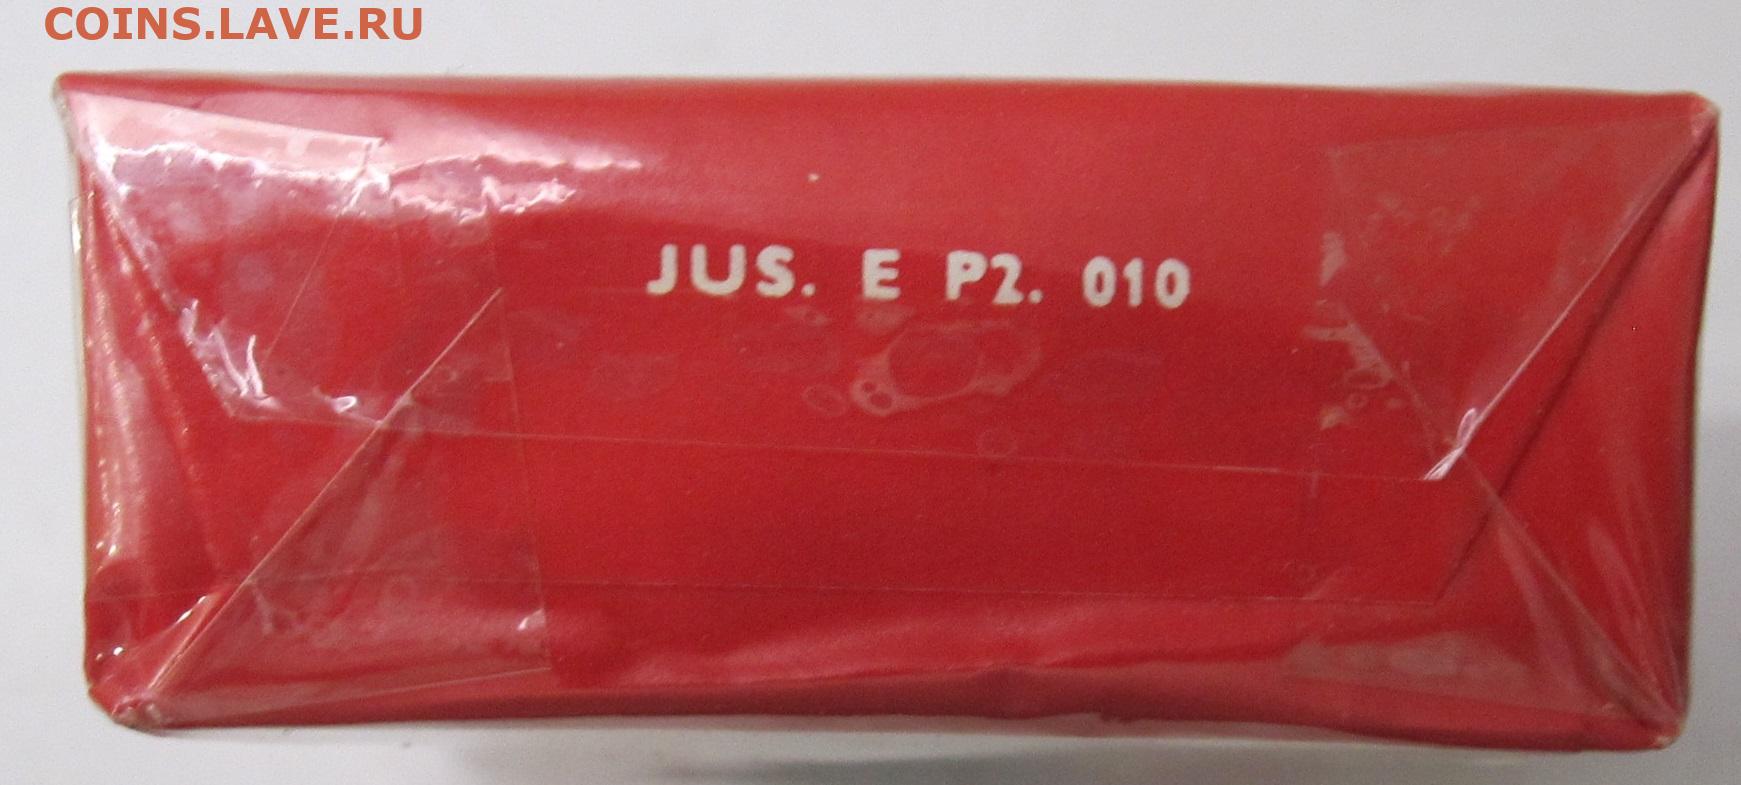 COINS.LAVE.RU
JUS. E P2. 010